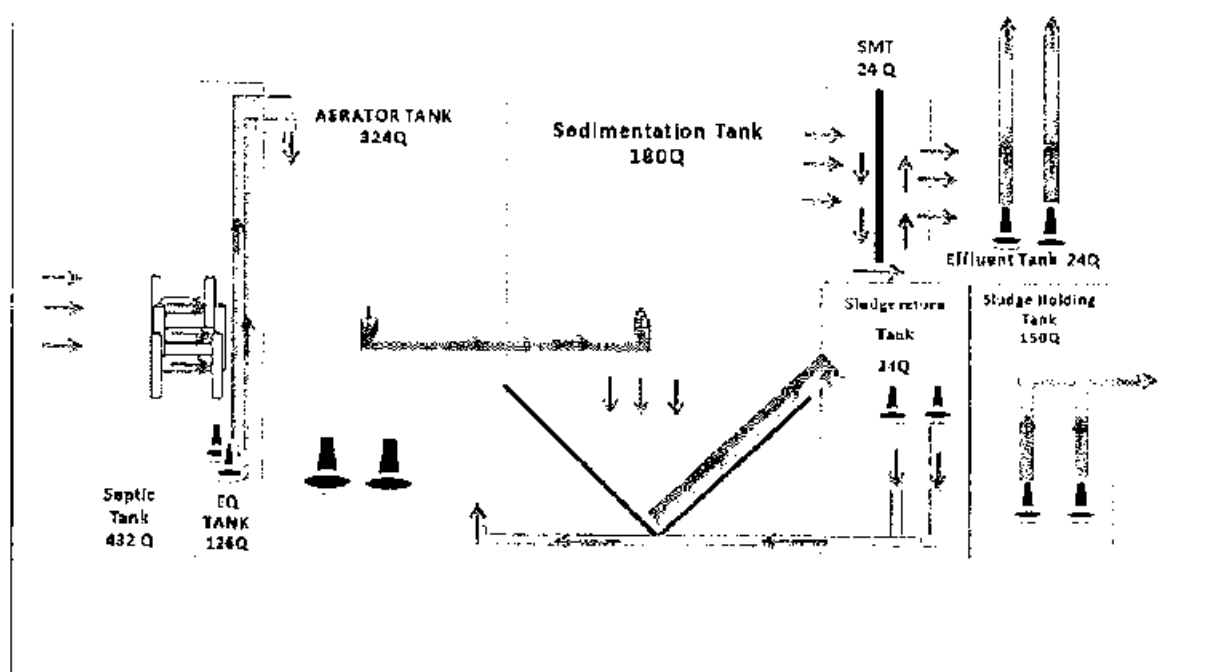 SMT
24 Q
AERATOR TANK
324Q
Sedimentation Tank
180Q
Effluent Tank 24Q
Sludge return
Tank
24Q
Sludge Holding
Tank
150Q
Septic
Tank
432 Q
EQ
TANK
126Q